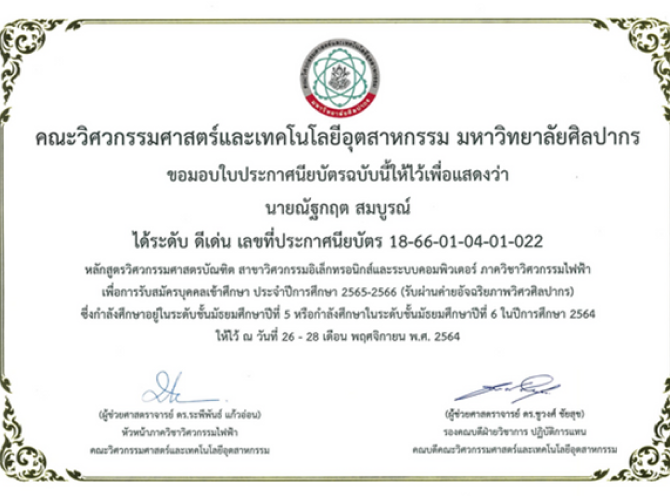 คณะวิศวกรรมศาสตร์และเทคโนโลยีอุตสาหกรรม มหาวิทยาลัยศิลปากร
ขอมอบใบประกาศนียบัตรฉบับนี้ให้ไว้เพื่อแสดงว่า
นายณัฐกฤต สมบูรณ์
ได้ระดับ ดีเด่น เลขที่ประกาศนียบัตร 18-66-01-04-01-022
หลักสูตรวิศวกรรมศาสตรบัณฑิต สาขาวิศวกรรมอิเล็กทรอนิกส์และระบบคอมพิวเตอร์ ภาควิชาวิศวกรรมไฟฟ้า
เพื่อการรับสมัครบุคคลเข้าศึกษา ประจำปีการศึกษา 2565-2566 (รับผ่านค่ายอัจฉริยภาพวิศวศิลปากร)
ซึ่งกำลังศึกษาอยู่ในระดับชั้นมัธยมศึกษาปีที่ 5 หรือกำลังศึกษาในระดับชั้นมัธยมศึกษาปีที่ 6 ในปีการศึกษา 2564
ให้ไว้ ณ วันที่ 26 - 28 เดือน พฤศจิกายน พ.ศ. 2564
(ผู้ช่วยศาสตราจารย์ ดร.ระพีพันธ์ แก้วอ่อน)
หัวหน้าภาควิชาวิศวกรรมไฟฟ้า
คณะวิศวกรรมศาสตร์และเทคโนโลยีอุตสาหกรรม
(ผู้ช่วยศาสตราจารย์ ดร.ชูวงศ์ ชัยสุข)
รองคณบดีฝ่ายวิชาการ ปฏิบัติการแทน
คณบดีคณะวิศวกรรมศาสตร์และเทคโนโลยีอุตสาหกรรม